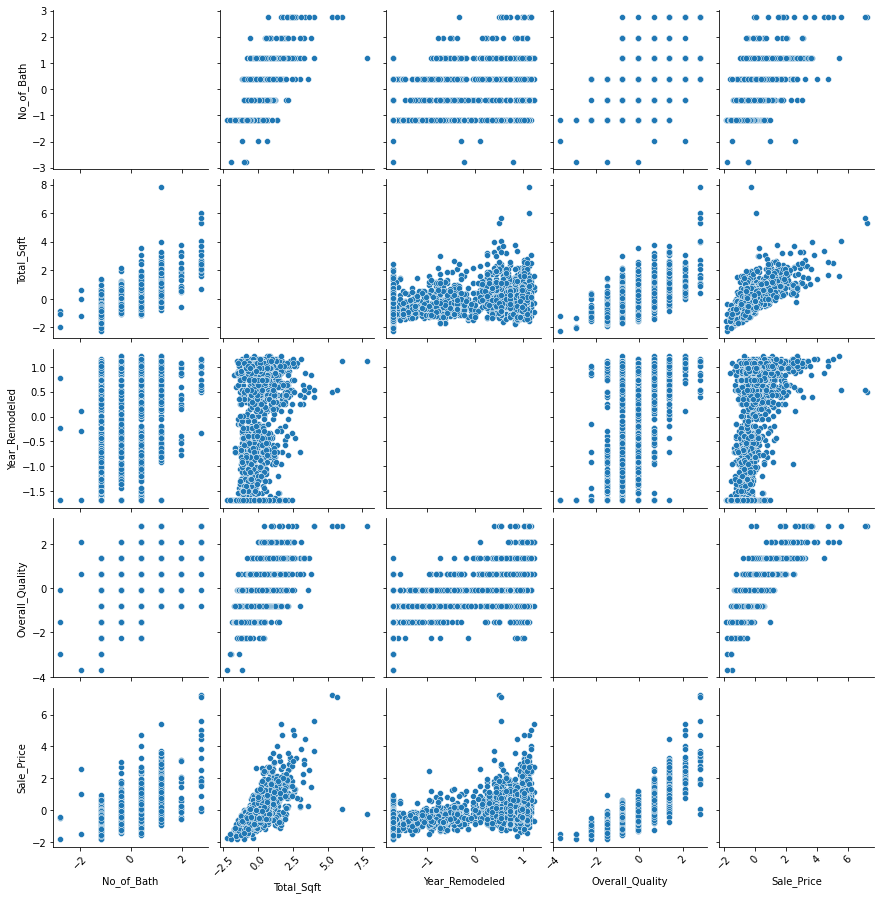 3
2
1
0
−1
−2
−3
No_of_Bath
8
6
4
2
0
−2
Total_Sqft
1.0
0.5
0.0
−0.5
−1.0
−1.5
Year_Remodeled
2
0
−2
−4
Overall_Quality
6
4
2
0
−2
Sale_Price
−2 0 2
−2.5 0.0 2.5 5.0 7.5
−1 0 1
−4 −2 0 2
−2 0 2 4 6
No_of_Bath
Total_Sqft
Year_Remodeled
Overall_Quality
Sale_Price